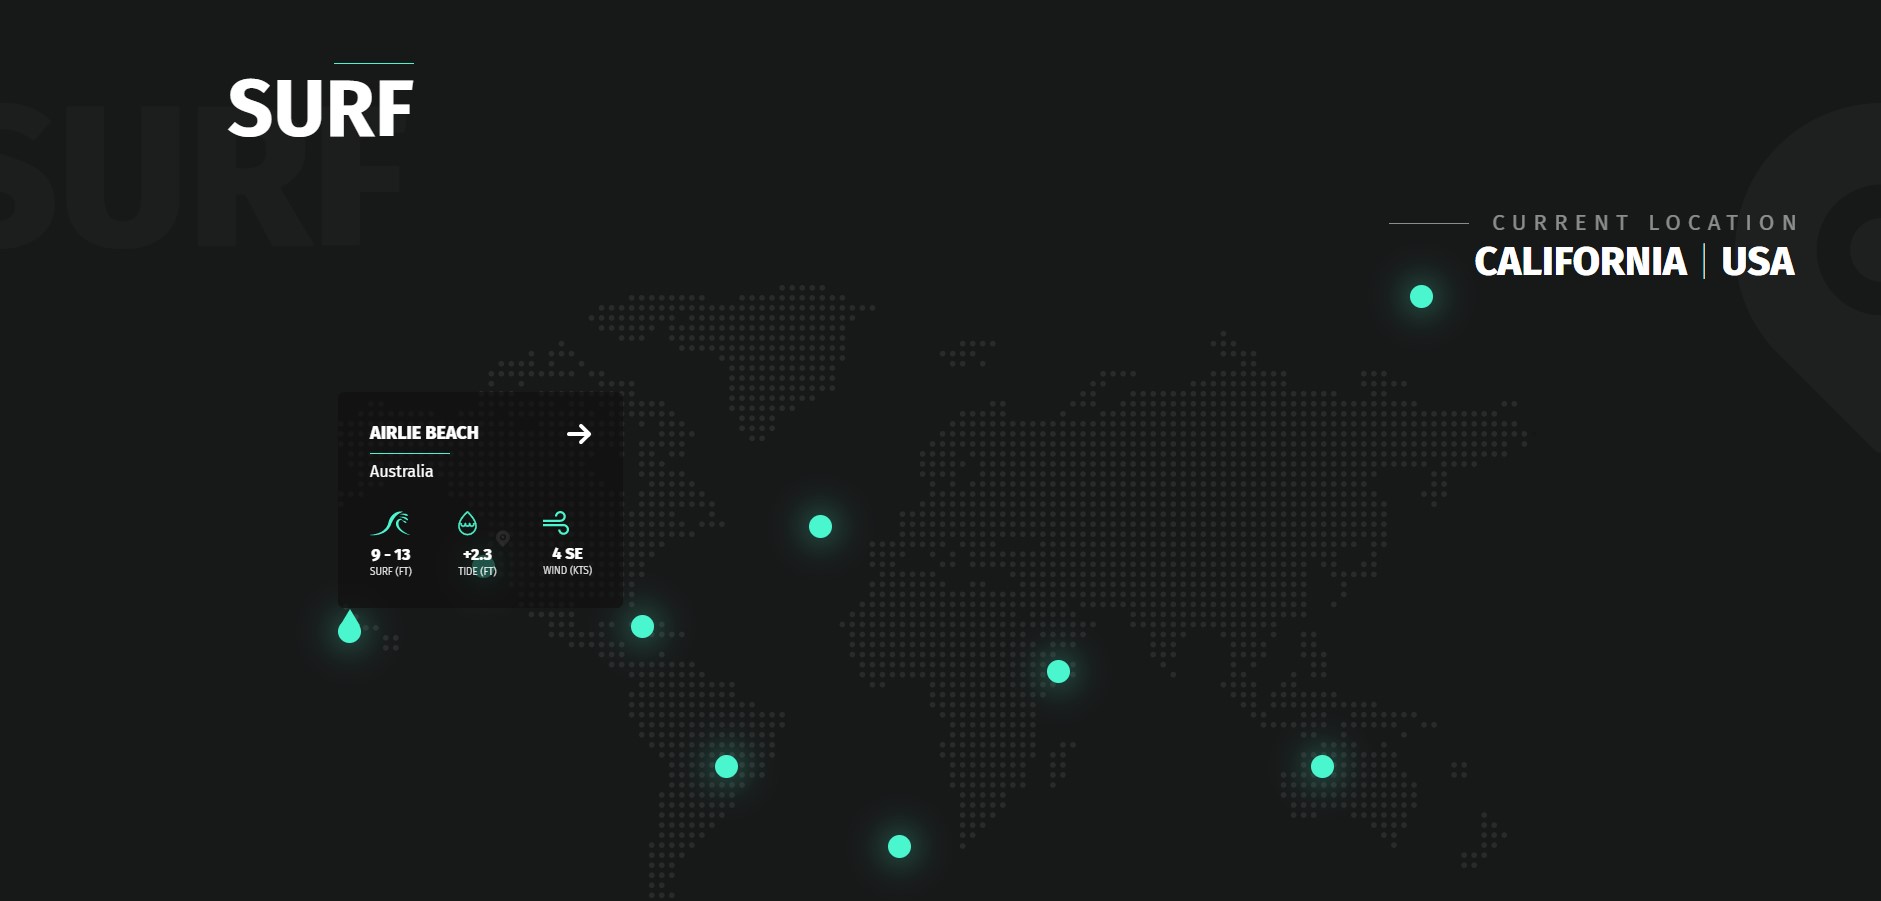 SURF
SURF
CURRENT LOCATION
CALIFORNIA | USA
AIRLIE BEACH
Australia
9 - 13
+2.3
4 SE
SURF (FT)
TIDE (FT)
WIND (KTS)